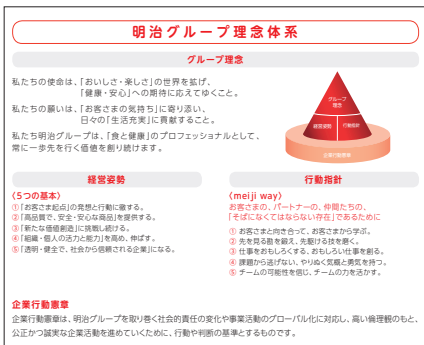 明治グループ理念体系
グループ理念
私たちの使命は、「おいしさ・楽しさ」の世界を拡げ、
「健康・安心」への期待に応えてゆくこと。
私たちの願いは、「お客さまの気持ち」に寄り添い、
日々の「生活充実」に貢献すること。
私たち明治グループは、「食と健康」のプロフェッショナルとして、
常に一歩先を行く価値を創り続けます。
グループ
理念
経営姿勢
行動指針
企業行動憲章
経営姿勢
〈5つの基本〉
①「お客さま起点」の発想と行動に徹する。
②「高品質で、安全・安心な商品」を提供する。
③「新たな価値創造」に挑戦し続ける。
④「組織・個人の活力と能力」を高め、伸ばす。
⑤「透明・健全で、社会から信頼される企業」になる。
行動指針
〈meiji way〉
お客さまの、パートナーの、仲間たちの、
「そばになくてはならない存在」であるために
① お客さまと向き合って、お客さまから学ぶ。
② 先を見る勘を鍛え、先駆ける技を磨く。
③ 仕事をおもしろくする、おもしろい仕事を創る。
④ 課題から逃げない、やりぬく気概と勇気を持つ。
⑤ チームの可能性を信じ、チームの力を活かす。
企業行動憲章
企業行動憲章は、明治グループを取り巻く社会的責任の変化や事業活動のグローバル化に対応し、高い倫理観のもと、
公正かつ誠実な企業活動を進めていくために、行動や判断の基準とするものです。